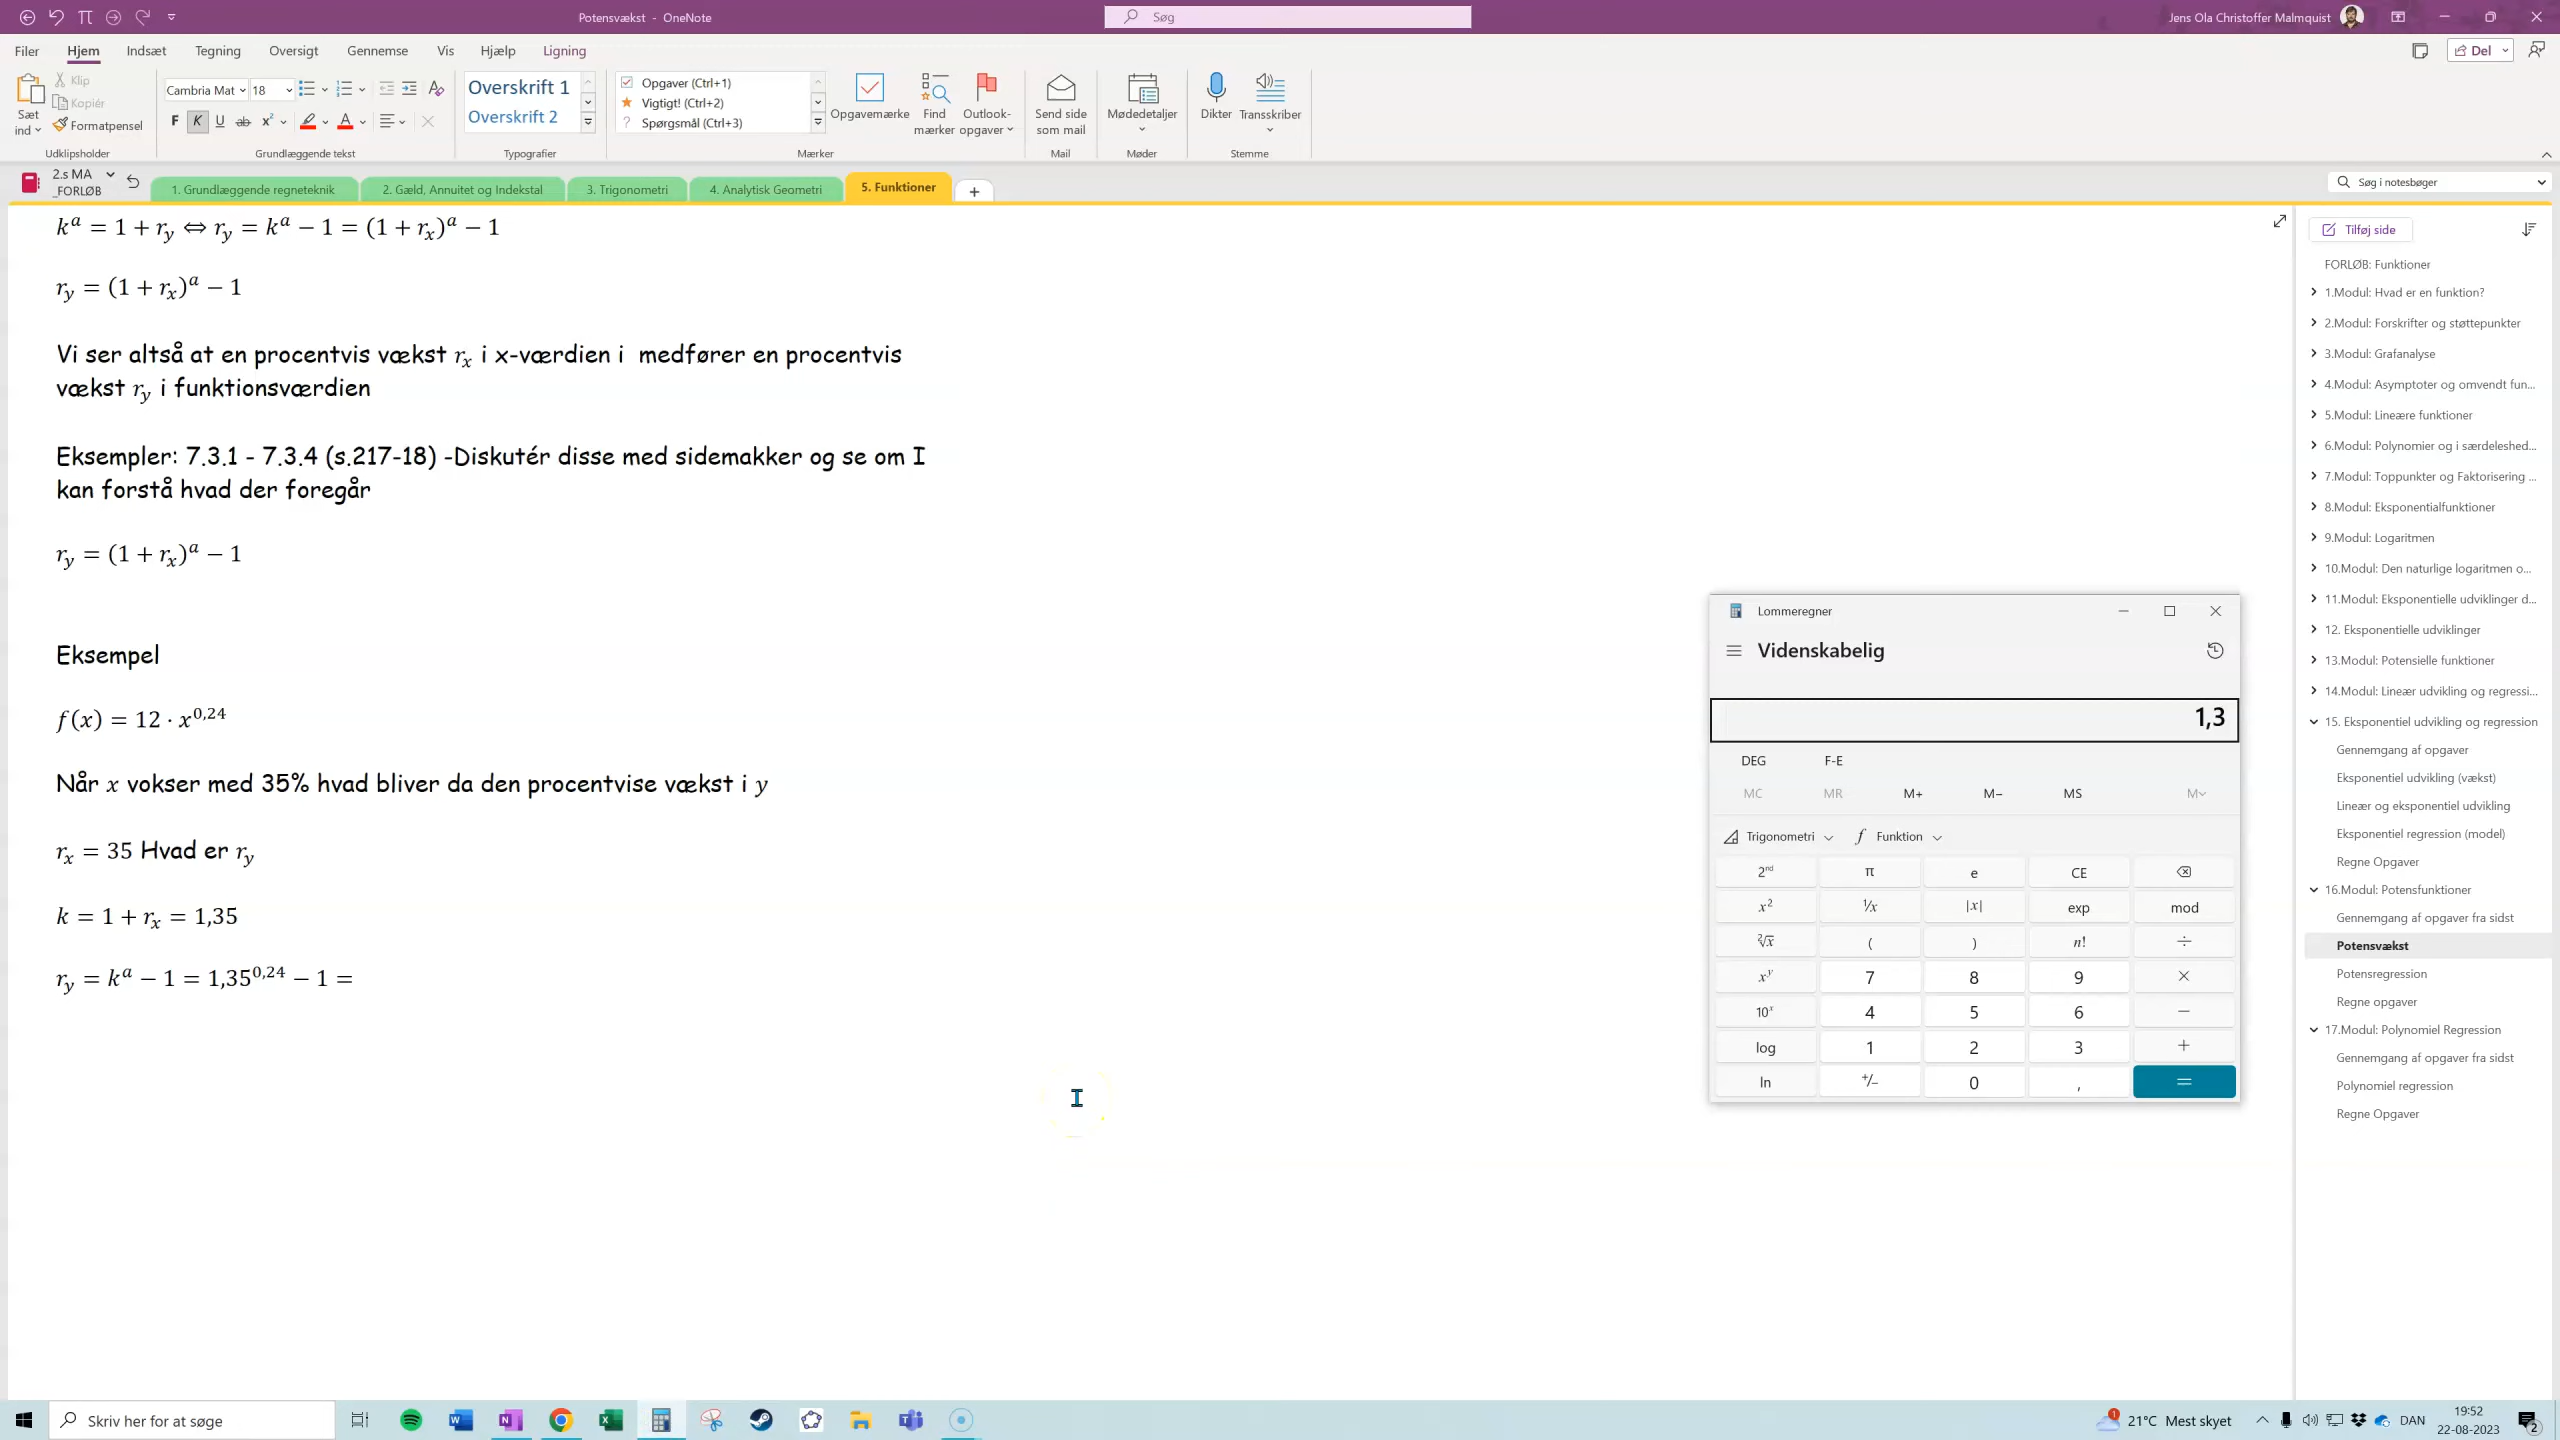 Potensvækst - OneNote
Søg
Jens Ola Christoffer Malmquist
Filer Hjem Indsæt Tegning Oversigt Gennemse Vis Hjælp Ligning
Del
Sæt ind
Klip
Kopiér
Formatpensel
Udklipsholder
Cambria Mat 18
F K U ab x² A
Grundlæggende tekst
Overskrift 1
Overskrift 2
Typografier
Opgaver (Ctrl+1)
Vigtigt! (Ctrl+2)
Spørgsmål (Ctrl+3)
Opgavemærke
Find mærker
Outlook-opgaver
Mærker
Send side som mail
Mail
Mødedetaljer
Møder
Dikter
Transskriber
Stemme
2.s MA _FORLØB
1. Grundlæggende regneteknik
2. Gæld, Annuitet og Indekstal
3. Trigonometri
4. Analytisk Geometri
5. Funktioner
+
Søg i notesbøger
kᵃ = 1 + r_y ⇔ r_y = kᵃ − 1 = (1 + r_x)ᵃ − 1
r_y = (1 + r_x)ᵃ − 1
Vi ser altså at en procentvis vækst r_x i x-værdien i medfører en procentvis
vækst r_y i funktionsværdien
Eksempler: 7.3.1 - 7.3.4 (s.217-18) -Diskutér disse med sidemakker og se om I
kan forstå hvad der foregår
r_y = (1 + r_x)ᵃ − 1
Eksempel
f(x) = 12 · x^0,24
Når x vokser med 35% hvad bliver da den procentvise vækst i y
r_x = 35 Hvad er r_y
k = 1 + r_x = 1,35
r_y = kᵃ − 1 = 1,35^0,24 − 1 =
Lommeregner
Videnskabelig
1,3
DEG F-E
MC MR M+ M− MS M
Trigonometri f Funktion
2ⁿᵈ π e CE
x² ¹/x |x| exp mod
²√x ( ) n! ÷
xʸ 7 8 9 ×
10ˣ 4 5 6 −
log 1 2 3 +
ln +/− 0 , =
Tilføj side
FORLØB: Funktioner
1.Modul: Hvad er en funktion?
2.Modul: Forskrifter og støttepunkter
3.Modul: Grafanalyse
4.Modul: Asymptoter og omvendt fun...
5.Modul: Lineære funktioner
6.Modul: Polynomier og i særdeleshed...
7.Modul: Toppunkter og Faktorisering ...
8.Modul: Eksponentialfunktioner
9.Modul: Logaritmen
10.Modul: Den naturlige logaritmen o...
11.Modul: Eksponentielle udviklinger d...
12. Eksponentielle udviklinger
13.Modul: Potensielle funktioner
14.Modul: Lineær udvikling og regressi...
15. Eksponentiel udvikling og regression
Gennemgang af opgaver
Eksponentiel udvikling (vækst)
Lineær og eksponentiel udvikling
Eksponentiel regression (model)
Regne Opgaver
16.Modul: Potensfunktioner
Gennemgang af opgaver fra sidst
Potensvækst
Potensregression
Regne opgaver
17.Modul: Polynomiel Regression
Gennemgang af opgaver fra sidst
Polynomiel regression
Regne Opgaver
Skriv her for at søge
1
21°C Mest skyet
DAN
19:52
22-08-2023
2